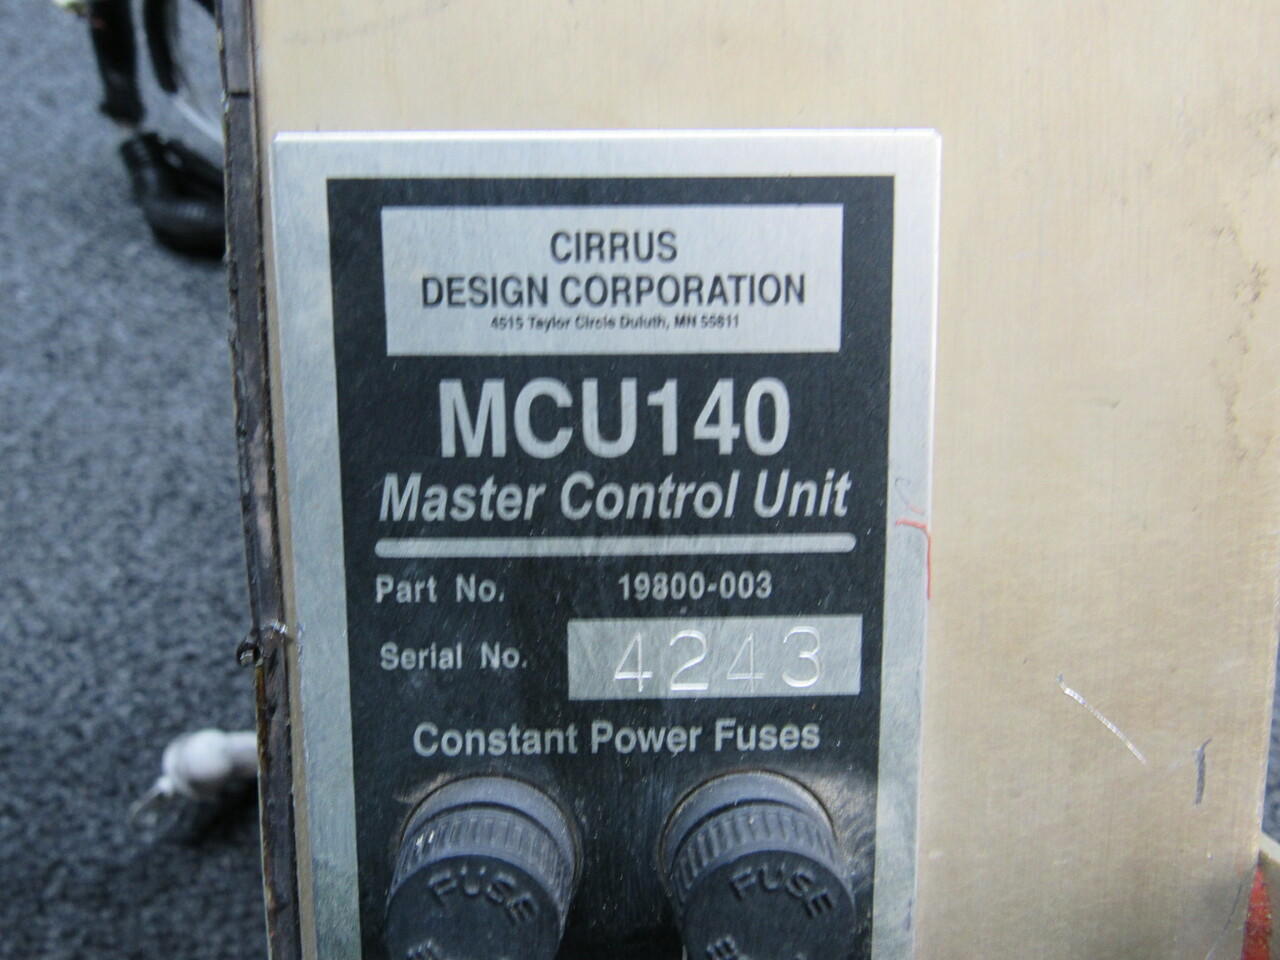 CIRRUS
DESIGN CORPORATION
4515 Taylor Circle Duluth, MN 55811
MCU140
Master Control Unit
Part No. 19800-003
Serial No. 4243
Constant Power Fuses
FUSE FUSE